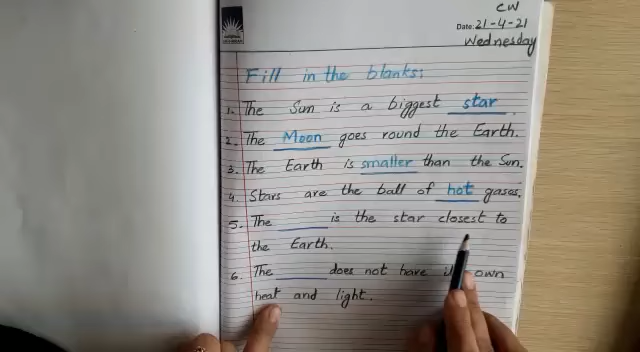 CW
Date: 21-4-21
Wednesday
Fill in the blanks:
1. The Sun is a biggest star.
2. The Moon goes round the Earth.
3. The Earth is smaller than the Sun.
4. Stars are the ball of hot gases.
5. The ______ is the star closest to
the Earth.
6. The ______ does not have own
heat and light.